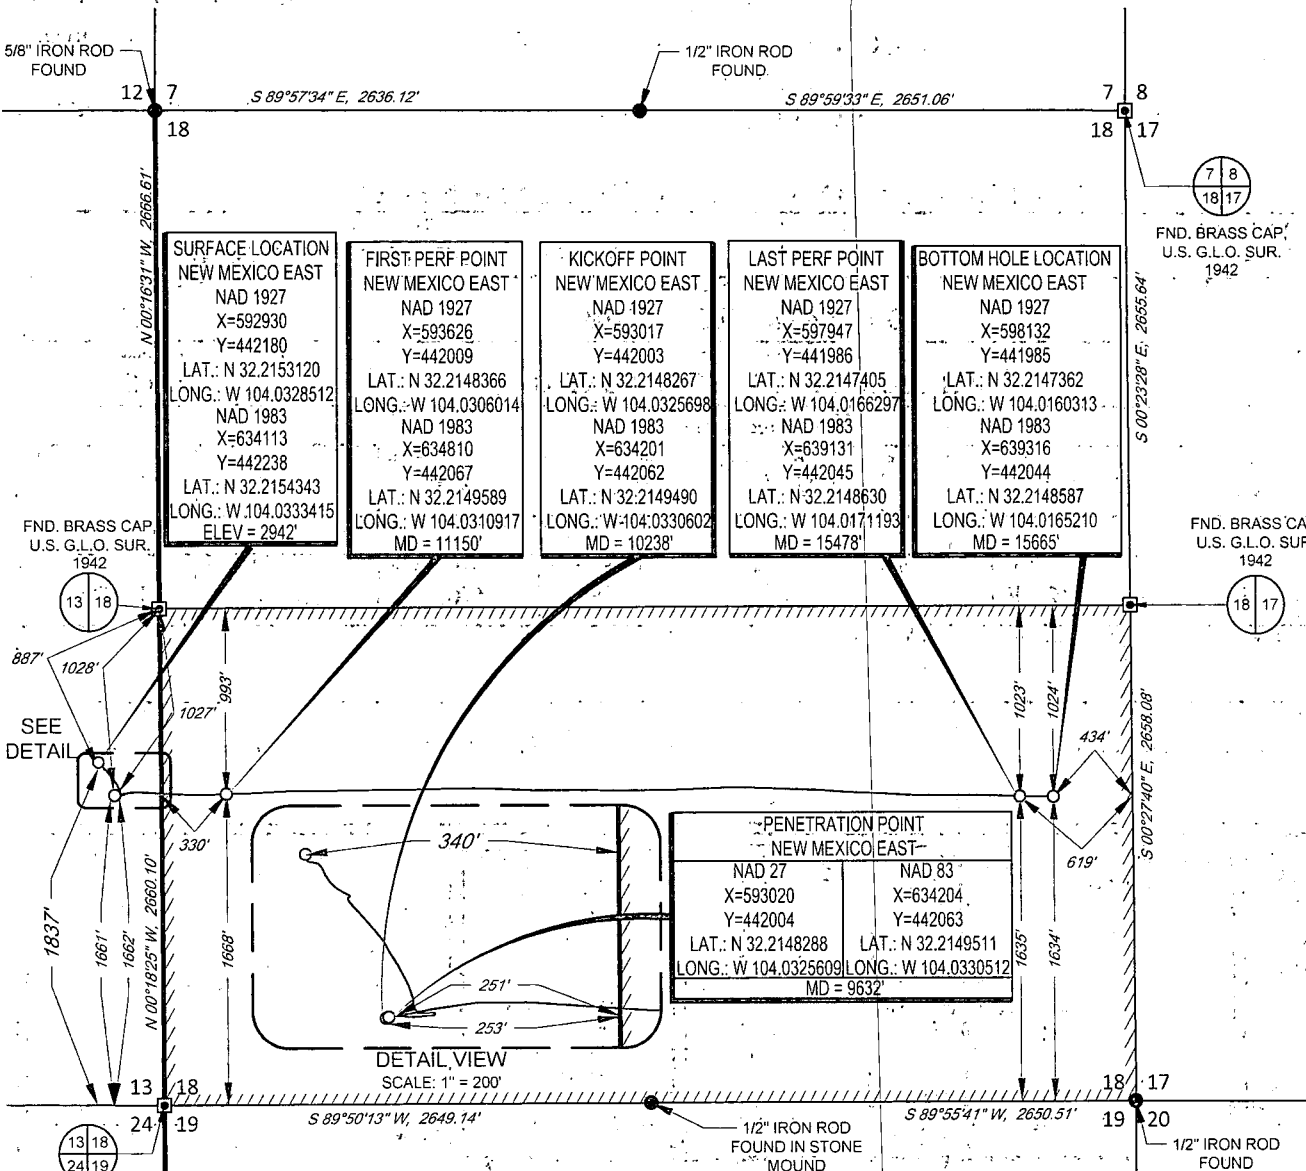 5/8" IRON ROD
FOUND
1/2" IRON ROD
FOUND
12 7
18
S 89°57'34" E, 2636.12'
S 89°59'33" E, 2651.06'
7 8
18 17
7 8
18 17
FND. BRASS CAP,
U.S. G.L.O. SUR.
1942
N 00°16'31" W, 2666.61'
S 00°23'28" E, 2655.64'
SURFACE LOCATION
NEW MEXICO EAST
NAD 1927
X=592930
Y=442180
LAT.: N 32.2153120
LONG.: W 104.0328512
NAD 1983
X=634113
Y=442238
LAT.: N 32.2154343
LONG.: W 104.0333415
ELEV = 2942'
FIRST PERF POINT
NEW MEXICO EAST
NAD 1927
X=593626
Y=442009
LAT.: N 32.2148366
LONG.: W 104.0306014
NAD 1983
X=634810
Y=442067
LAT.: N 32.2149589
LONG.: W 104.0310917
MD = 11150'
KICKOFF POINT
NEW MEXICO EAST
NAD 1927
X=593017
Y=442003
LAT.: N 32.2148267
LONG.: W 104.0325698
NAD 1983
X=634201
Y=442062
LAT.: N 32.2149490
LONG.: W 104.0330602
MD = 10238'
LAST PERF POINT
NEW MEXICO EAST
NAD 1927
X=597947
Y=441986
LAT.: N 32.2147405
LONG.: W 104.0166297
NAD 1983
X=639131
Y=442045
LAT.: N 32.2148630
LONG.: W 104.0171193
MD = 15478'
BOTTOM HOLE LOCATION
NEW MEXICO EAST
NAD 1927
X=598132
Y=441985
LAT.: N 32.2147362
LONG.: W 104.0160313
NAD 1983
X=639316
Y=442044
LAT.: N 32.2148587
LONG.: W 104.0165210
MD = 15665'
FND. BRASS CAP,
U.S. G.L.O. SUR.
1942
13 18
FND. BRASS CA
U.S. G.L.O. SUR
1942
18 17
887'
1028'
1027'
993'
1023'
1024'
434'
SEE
DETAIL
330'
619'
1837'
1661'
1662'
1668'
1635'
1634'
N 00°18'25" W, 2660.10'
S 00°27'40" E, 2658.08'
340'
251'
253'
DETAIL VIEW
SCALE: 1" = 200'
PENETRATION POINT
NEW MEXICO EAST
NAD 27
X=593020
Y=442004
LAT.: N 32.2148288
LONG.: W 104.0325609
NAD 83
X=634204
Y=442063
LAT.: N 32.2149511
LONG.: W 104.0330512
MD = 9632'
13 18
24 19
S 89°50'13" W, 2649.14'
S 89°55'41" W, 2650.51'
18 17
19 20
13 18
24 19
1/2" IRON ROD
FOUND IN STONE
MOUND
1/2" IRON ROD
FOUND